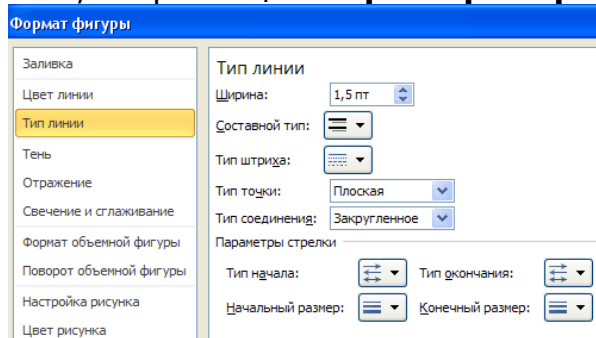 Формат фигуры
Заливка
Цвет линии
Тип линии
Тень
Отражение
Свечение и сглаживание
Формат объемной фигуры
Поворот объемной фигуры
Настройка рисунка
Цвет рисунка
Тип линии
Ширина: 1,5 пт
Составной тип:
Тип штриха:
Тип точки: Плоская
Тип соединения: Закругленное
Параметры стрелки
Тип начала: Тип окончания:
Начальный размер: Конечный размер: